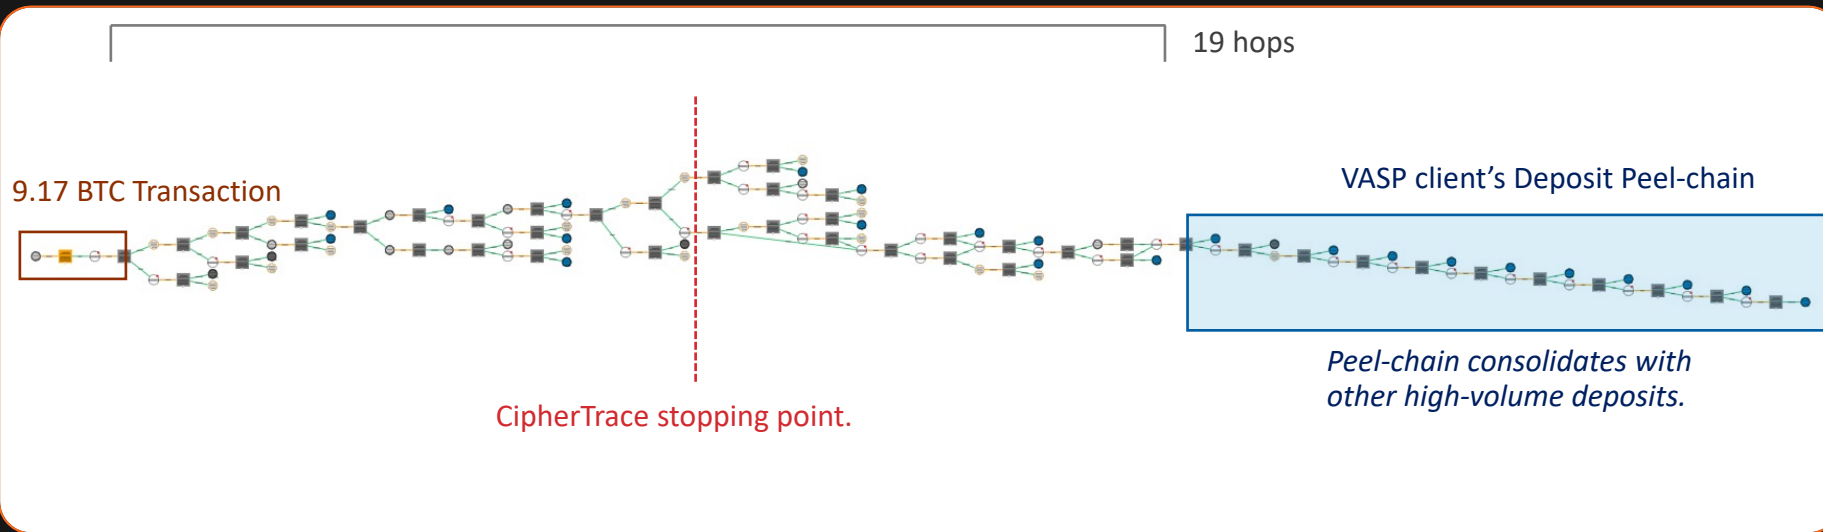 19 hops
9.17 BTC Transaction
VASP client's Deposit Peel-chain
Peel-chain consolidates with
other high-volume deposits.
CipherTrace stopping point.